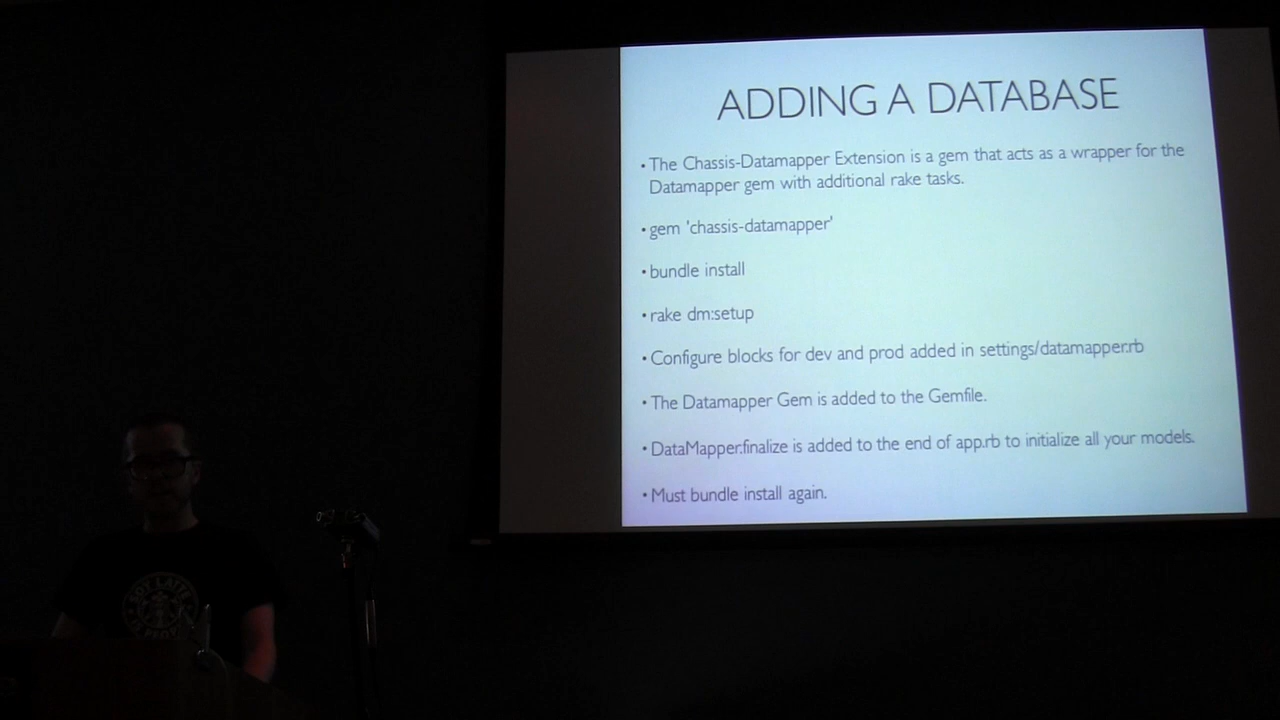 ADDING A DATABASE
• The Chassis-Datamapper Extension is a gem that acts as a wrapper for the
Datamapper gem with additional rake tasks.
• gem 'chassis-datamapper'
• bundle install
• rake dm:setup
• Configure blocks for dev and prod added in settings/datamapper.rb
• The Datamapper Gem is added to the Gemfile.
• DataMapper.finalize is added to the end of app.rb to initialize all your models.
• Must bundle install again.
SOY LATTE